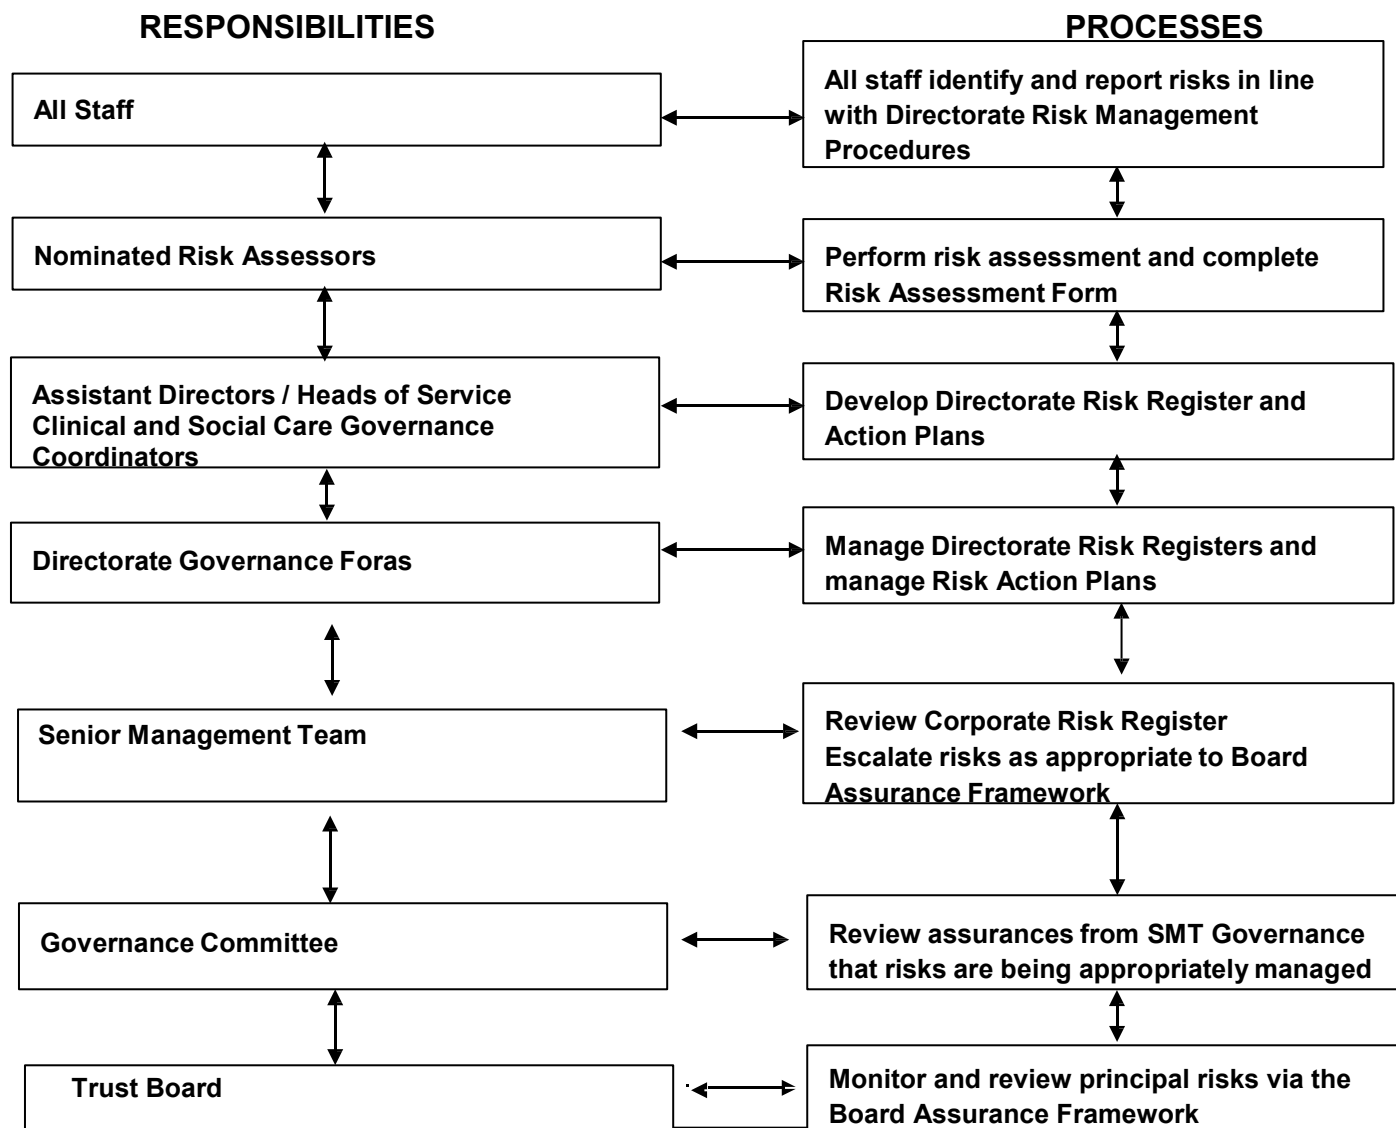 RESPONSIBILITIES
PROCESSES
All Staff
All staff identify and report risks in line
with Directorate Risk Management
Procedures
Nominated Risk Assessors
Perform risk assessment and complete
Risk Assessment Form
Assistant Directors / Heads of Service
Clinical and Social Care Governance
Coordinators
Develop Directorate Risk Register and
Action Plans
Directorate Governance Foras
Manage Directorate Risk Registers and
manage Risk Action Plans
Senior Management Team
Review Corporate Risk Register
Escalate risks as appropriate to Board
Assurance Framework
Governance Committee
Review assurances from SMT Governance
that risks are being appropriately managed
Trust Board
Monitor and review principal risks via the
Board Assurance Framework